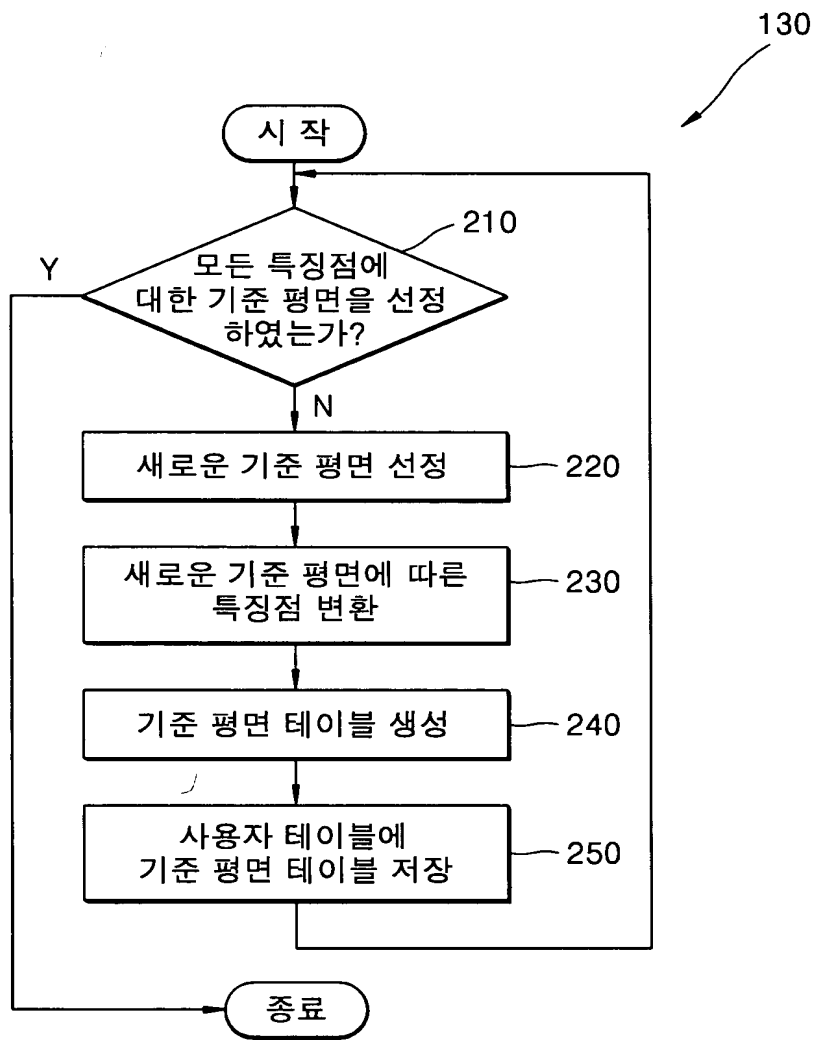 130
시 작
210
Y
모든 특징점에
대한 기준 평면을 선정
하였는가?
N
새로운 기준 평면 선정
220
새로운 기준 평면에 따른
특징점 변환
230
기준 평면 테이블 생성
240
사용자 테이블에
기준 평면 테이블 저장
250
종료